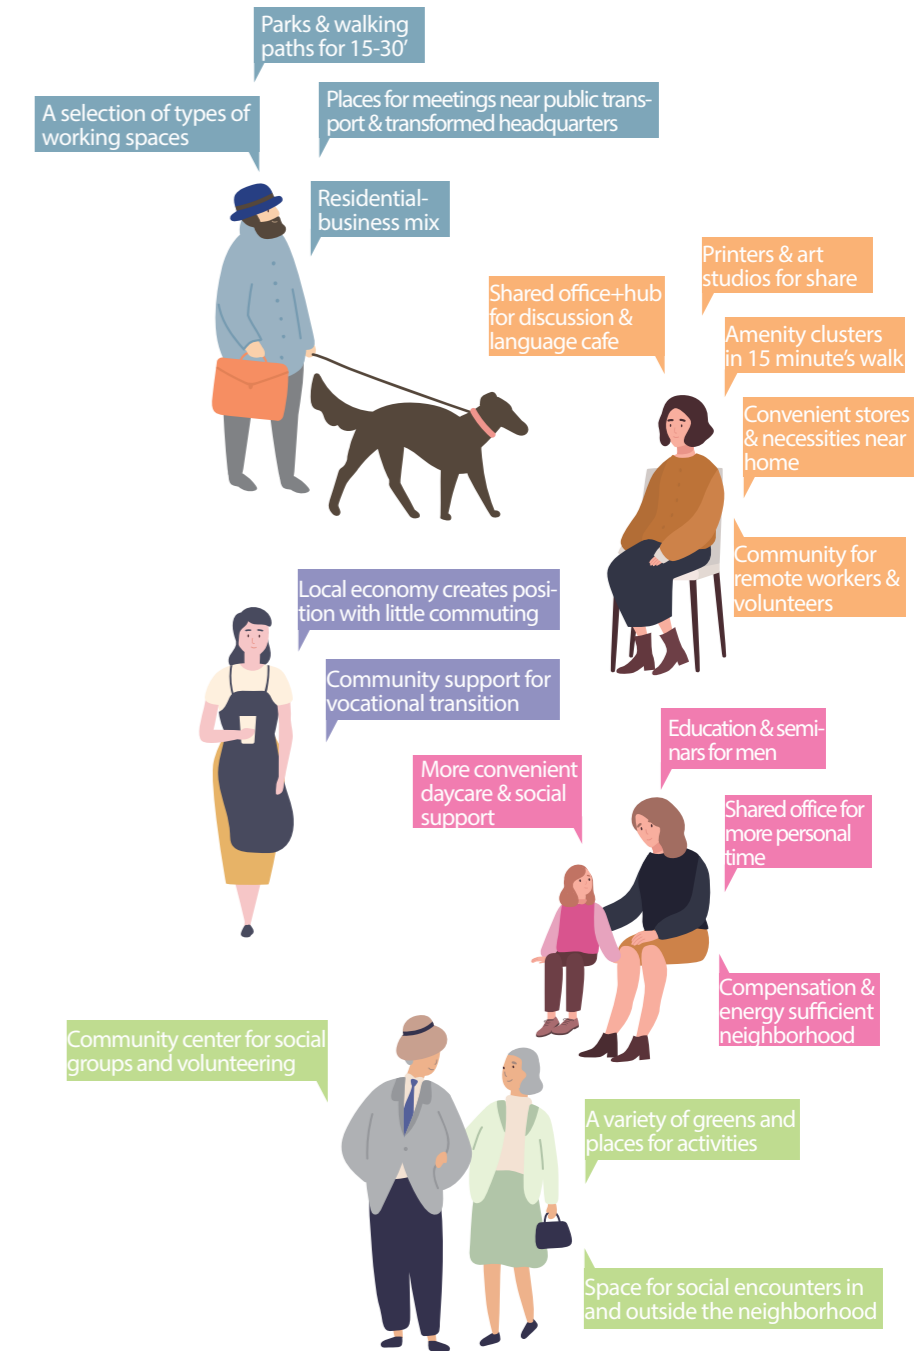 Parks & walking
paths for 15-30’
A selection of types of
working spaces
Places for meetings near public trans-
port & transformed headquarters
Residential-
business mix
Printers & art
studios for share
Shared office+hub
for discussion &
language cafe
Amenity clusters
in 15 minute’s walk
Convenient stores
& necessities near
home
Community for
remote workers &
volunteers
Local economy creates posi-
tion with little commuting
Community support for
vocational transition
Education & semi-
nars for men
More convenient
daycare & social
support
Shared office for
more personal
time
Compensation &
energy sufficient
neighborhood
Community center for social
groups and volunteering
A variety of greens and
places for activities
Space for social encounters in
and outside the neighborhood